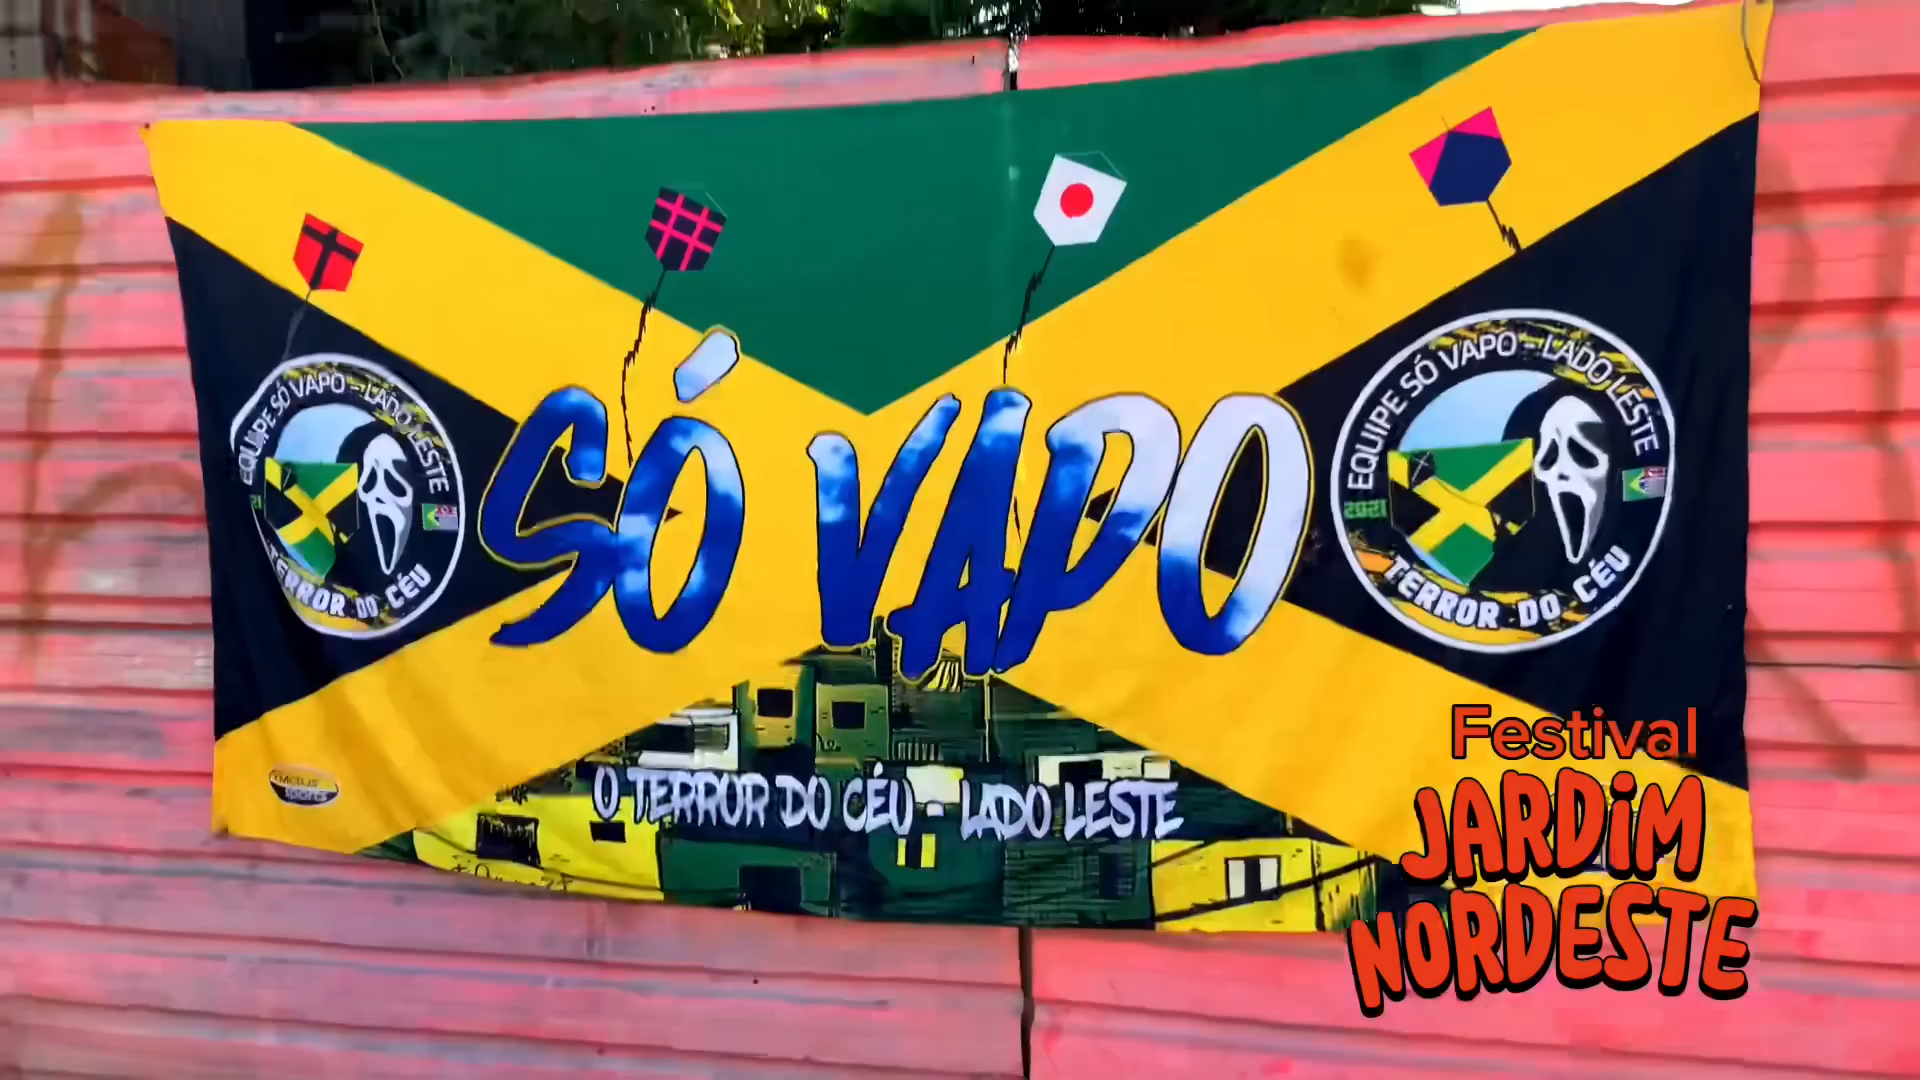 SÓ VAPO
EQUIPE SÓ VAPO - LADO LESTE
TERROR DO CÉU
EQUIPE SÓ VAPO - LADO LESTE
TERROR DO CÉU
O TERROR DO CÉU - LADO LESTE
Festival
JARDiM
NORDESTE